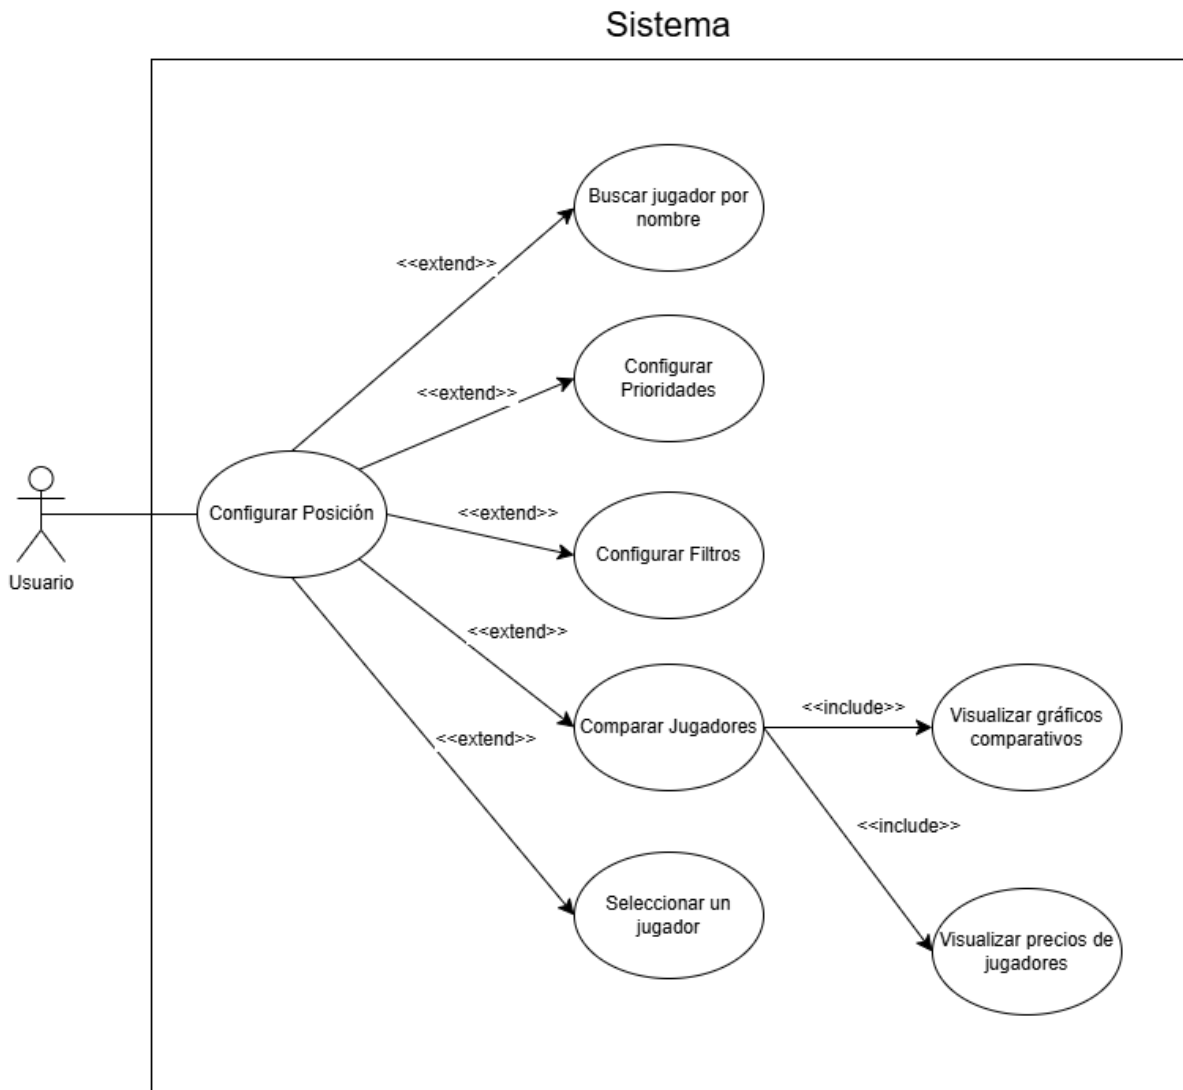 Sistema
Buscar jugador por
nombre
<<extend>>
Configurar
Prioridades
<<extend>>
Configurar Posición
<<extend>>
Configurar Filtros
Usuario
<<extend>>
Comparar Jugadores
<<include>>
Visualizar gráficos
comparativos
<<extend>>
<<include>>
Seleccionar un
jugador
Visualizar precios de
jugadores